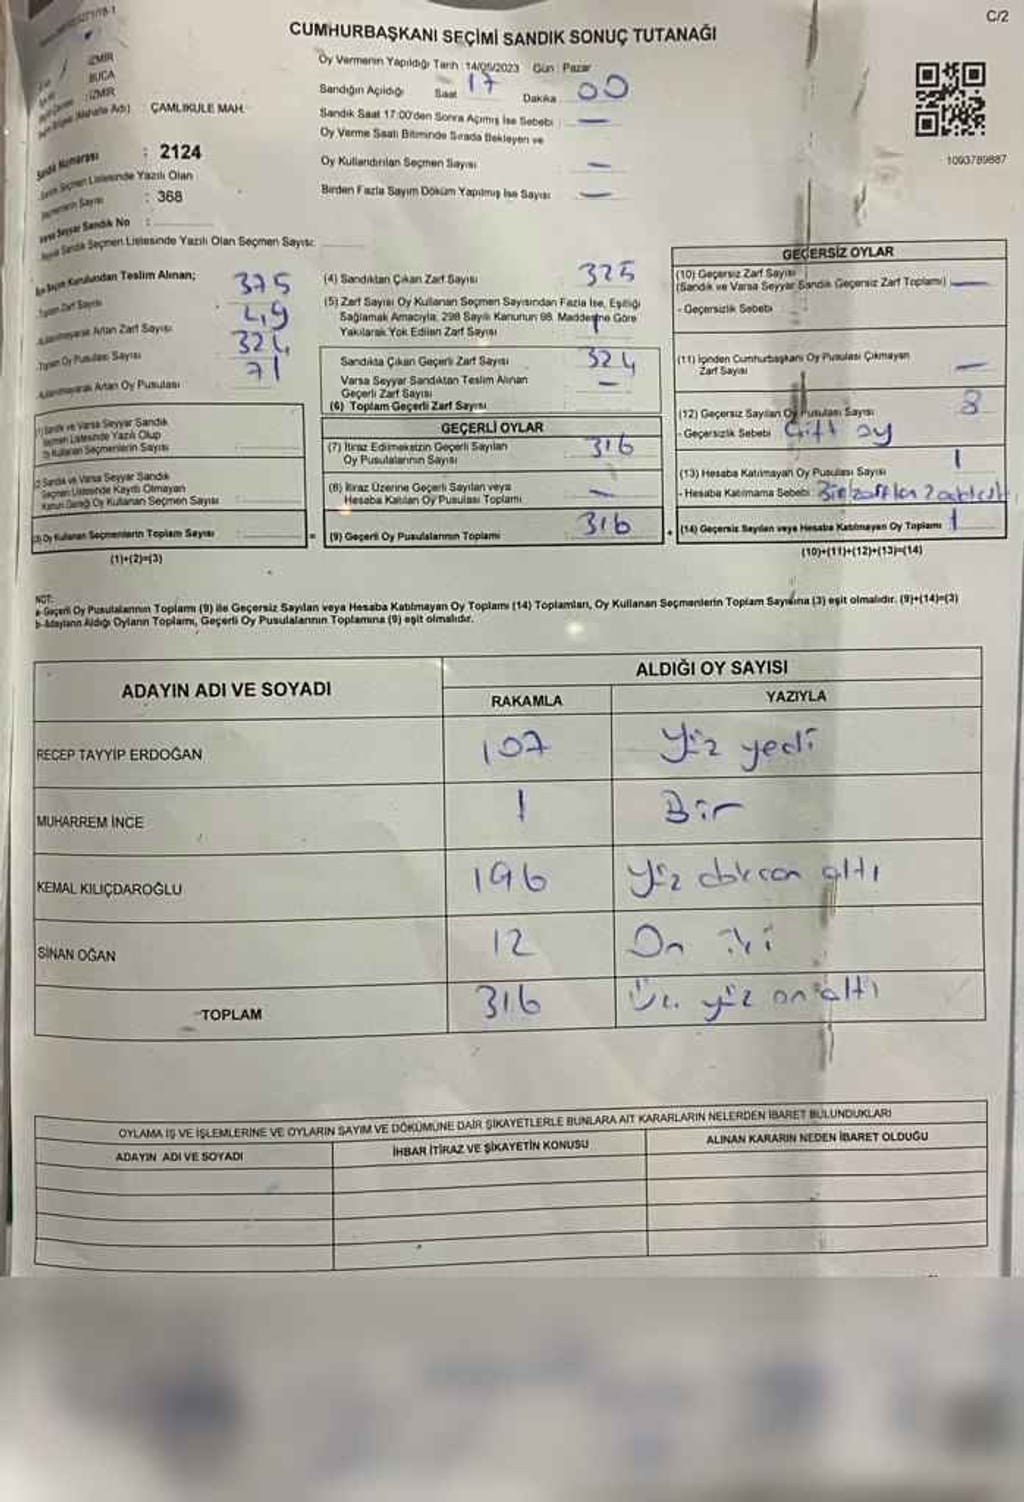 C/2
CUMHURBAŞKANI SEÇİMİ SANDIK SONUÇ TUTANAĞI
İZMİR
BUCA
İZMİR
(Mahalle Adı) : ÇAMLIKULE MAH.
Sandık Numarası : 2124
Seçmen Listesinde Yazılı Olan
Seçmenlerin Sayısı : 368
Varsa Seyyar Sandık No :
Seyyar Sandık Seçmen Listesinde Yazılı Olan Seçmen Sayısı:
Oy Vermenin Yapıldığı Tarih : 14/05/2023 Gün : Pazar
Sandığın Açıldığı Saat 17 Dakika 00
Sandık Saat 17:00'den Sonra Açılmış İse Sebebi : —
Oy Verme Saati Bitiminde Sırada Bekleyen ve
Oy Kullandırılan Seçmen Sayısı —
Birden Fazla Sayım Döküm Yapılmış İse Sayısı —
1093789887
İlçe Seçim Kurulundan Teslim Alınan;
Toplam Zarf Sayısı 375
Kullanılmayarak Artan Zarf Sayısı 49
Toplam Oy Pusulası Sayısı
Kullanılmayarak Artan Oy Pusulası 71
(1) Sandık ve Varsa Seyyar Sandık
Seçmen Listesinde Yazılı Olup
Oy Kullanan Seçmenlerin Sayısı
(2) Sandık ve Varsa Seyyar Sandık
Seçmen Listesinde Kayıtlı Olmayan
Kanun Gereği Oy Kullanan Seçmen Sayısı
(3) Oy Kullanan Seçmenlerin Toplam Sayısı
(1)+(2)=(3)
(4) Sandıktan Çıkan Zarf Sayısı 325
(5) Zarf Sayısı Oy Kullanan Seçmen Sayısından Fazla İse, Eşitliği
Sağlamak Amacıyla, 298 Sayılı Kanunun 98. Maddesine Göre
Yakılarak Yok Edilen Zarf Sayısı 1
Sandıkta Çıkan Geçerli Zarf Sayısı 324
Varsa Seyyar Sandıktan Teslim Alınan
Geçerli Zarf Sayısı —
(6) Toplam Geçerli Zarf Sayısı
GEÇERLİ OYLAR
(7) İtiraz Edilmeksizin Geçerli Sayılan
Oy Pusulalarının Sayısı 316
(8) İtiraz Üzerine Geçerli Sayılan veya
Hesaba Katılan Oy Pusulası Toplamı —
= (9) Geçerli Oy Pusulalarının Toplamı 316
GEÇERSİZ OYLAR
(10) Geçersiz Zarf Sayısı
(Sandık ve Varsa Seyyar Sandık Geçersiz Zarf Toplamı) —
- Geçersizlik Sebebi :
(11) İçinden Cumhurbaşkanı Oy Pusulası Çıkmayan
Zarf Sayısı —
(12) Geçersiz Sayılan Oy Pusulası Sayısı 8
- Geçersizlik Sebebi Çift oy
(13) Hesaba Katılmayan Oy Pusulası Sayısı 1
- Hesaba Katılmama Sebebi Bir zarftan 2
(14) Geçersiz Sayılan veya Hesaba Katılmayan Oy Toplamı 1
(10)+(11)+(12)+(13)=(14)
NOT:
a-Geçerli Oy Pusulalarının Toplamı (9) ile Geçersiz Sayılan veya Hesaba Katılmayan Oy Toplamı (14) Toplamları, Oy Kullanan Seçmenlerin Toplam Sayısına (3) eşit olmalıdır. (9)+(14)=(3)
b-Adayların Aldığı Oyların Toplamı, Geçerli Oy Pusulalarının Toplamına (9) eşit olmalıdır.
ADAYIN ADI VE SOYADI
ALDIĞI OY SAYISI
RAKAMLA YAZIYLA
RECEP TAYYİP ERDOĞAN 107 Yüz yedi
MUHARREM İNCE 1 Bir
KEMAL KILIÇDAROĞLU 196 Yüz doksan altı
SİNAN OĞAN 12 On iki
TOPLAM 316 Üç yüz on altı
OYLAMA İŞ VE İŞLEMLERİNE VE OYLARIN SAYIM VE DÖKÜMÜNE DAİR ŞİKAYETLERLE BUNLARA AİT KARARLARIN NELERDEN İBARET BULUNDUKLARI
ADAYIN ADI VE SOYADI
İHBAR İTİRAZ VE ŞİKAYETİN KONUSU
ALINAN KARARIN NEDEN İBARET OLDUĞU